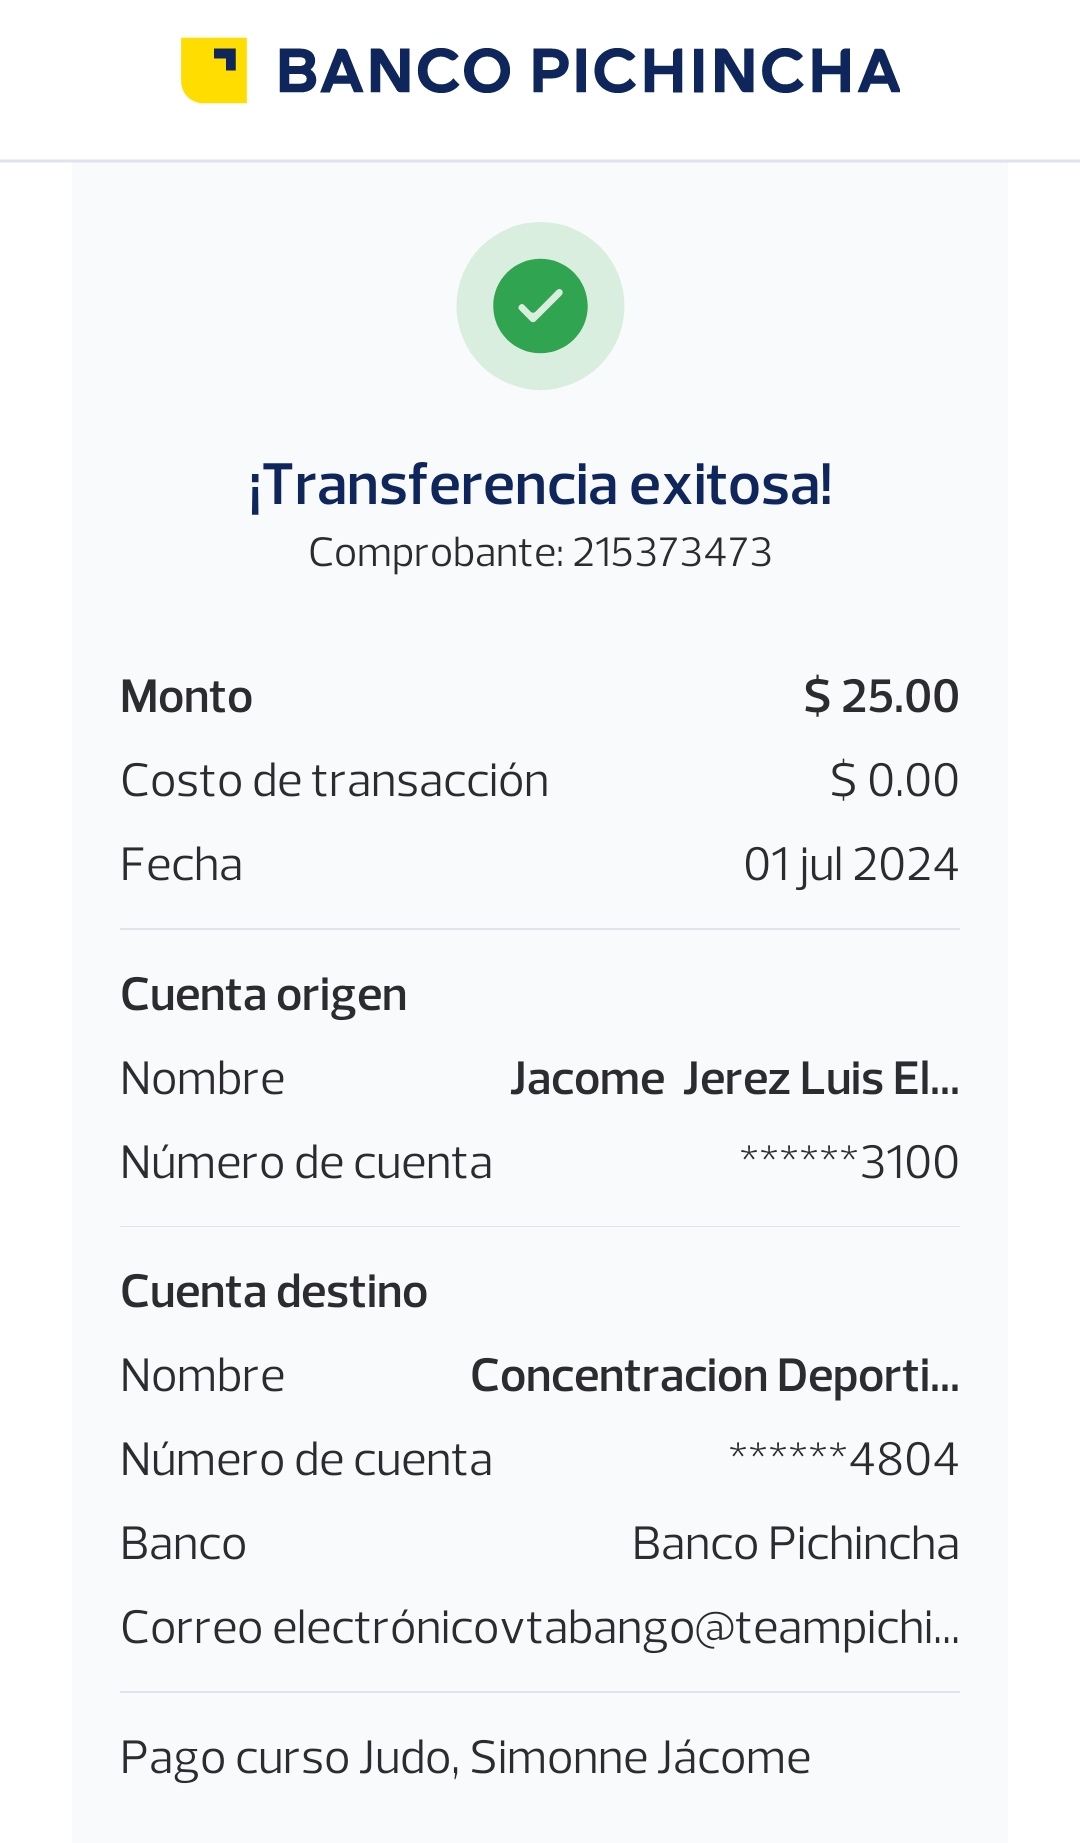 BANCO PICHINCHA
¡Transferencia exitosa!
Comprobante: 215373473
Monto $ 25.00
Costo de transacción $ 0.00
Fecha 01 jul 2024
Cuenta origen
Nombre Jacome  Jerez Luis El...
Número de cuenta ******3100
Cuenta destino
Nombre Concentracion Deporti...
Número de cuenta ******4804
Banco Banco Pichincha
Correo electrónicovtabango@teampichi...
Pago curso Judo, Simonne Jácome